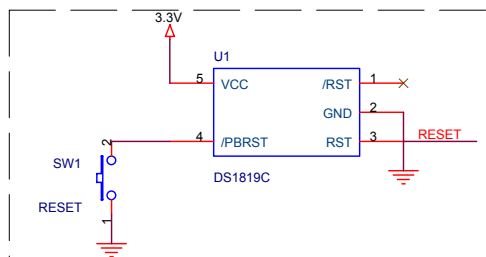 3.3V
U1
5 VCC /RST 1
GND 2
4 /PBRST RST 3 RESET
2
SW1
DS1819C
RESET
1